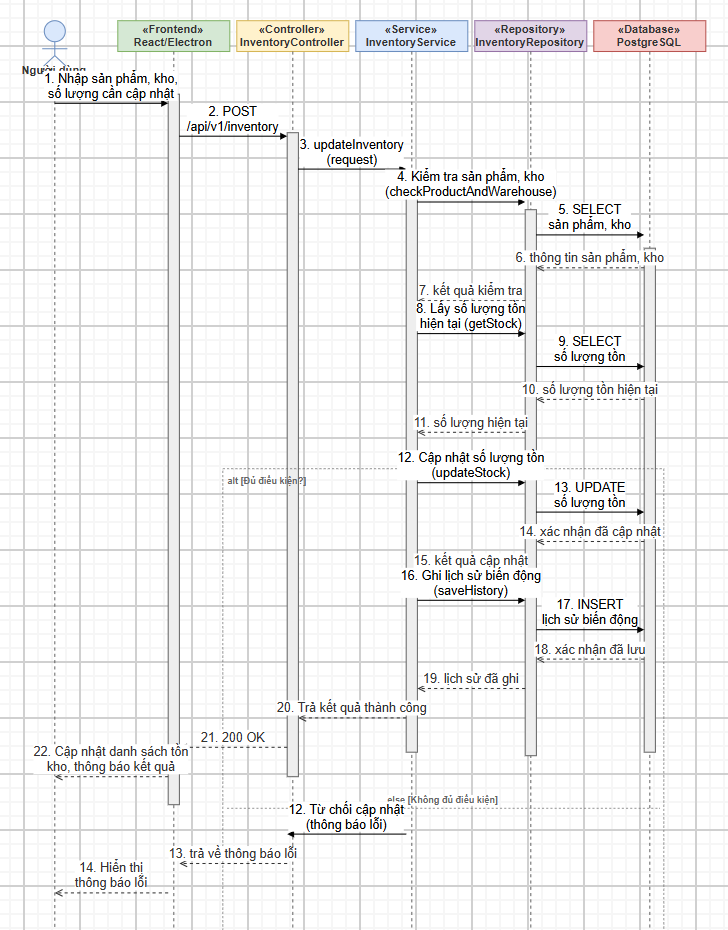 «Frontend»
React/Electron
«Controller»
InventoryController
«Service»
InventoryService
«Repository»
InventoryRepository
«Database»
PostgreSQL
Người dùng
1. Nhập sản phẩm, kho,
số lượng cần cập nhật
2. POST
/api/v1/inventory
3. updateInventory
(request)
4. Kiểm tra sản phẩm, kho
(checkProductAndWarehouse)
5. SELECT
sản phẩm, kho
6. thông tin sản phẩm, kho
7. kết quả kiểm tra
8. Lấy số lượng tồn
hiện tại (getStock)
9. SELECT
số lượng tồn
10. số lượng tồn hiện tại
11. số lượng hiện tại
alt [Đủ điều kiện?]
12. Cập nhật số lượng tồn
(updateStock)
13. UPDATE
số lượng tồn
14. xác nhận đã cập nhật
15. kết quả cập nhật
16. Ghi lịch sử biến động
(saveHistory)
17. INSERT
lịch sử biến động
18. xác nhận đã lưu
19. lịch sử đã ghi
20. Trả kết quả thành công
21. 200 OK
22. Cập nhật danh sách tồn
kho, thông báo kết quả
else [Không đủ điều kiện]
12. Từ chối cập nhật
(thông báo lỗi)
13. trả về thông báo lỗi
14. Hiển thị
thông báo lỗi